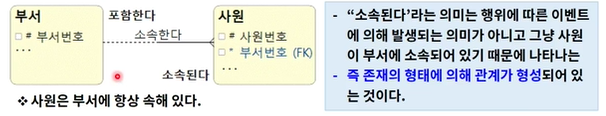 부서
□ # 부서번호
...
포함한다
소속한다
소속된다
사원
□ # 사원번호
□ * 부서번호 (FK)
...
❖ 사원은 부서에 항상 속해 있다.
- “소속된다’라는 의미는 행위에 따른 이벤트
에 의해 발생되는 의미가 아니고 그냥 사원
이 부서에 소속되어 있기 때문에 나타나는
- 즉 존재의 형태에 의해 관계가 형성되어 있
는 것이다.